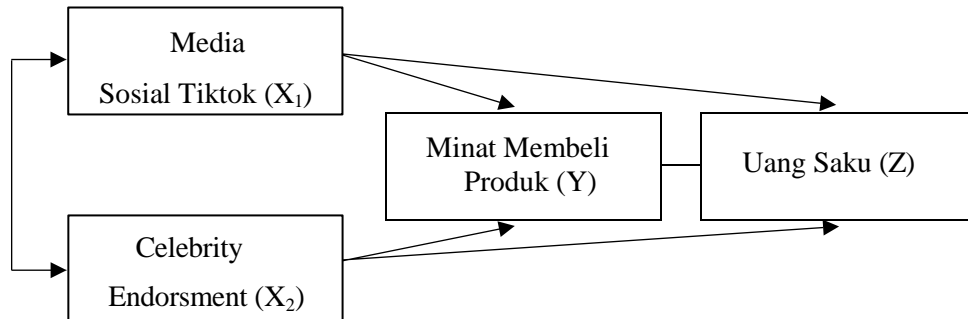 Media
Sosial Tiktok (X₁)
Minat Membeli
Produk (Y)
Uang Saku (Z)
Celebrity
Endorsment (X₂)